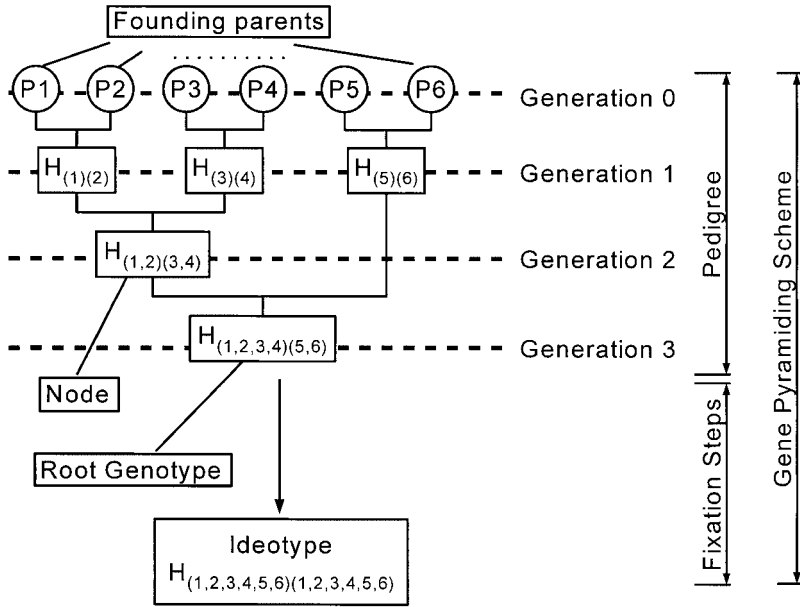 Founding parents
P1 P2 P3 P4 P5 P6 Generation 0
H(1)(2) H(3)(4) H(5)(6) Generation 1
H(1,2)(3,4) Generation 2
H(1,2,3,4)(5,6) Generation 3
Node
Root Genotype
Ideotype
H(1,2,3,4,5,6)(1,2,3,4,5,6)
Pedigree
Fixation Steps
Gene Pyramiding Scheme